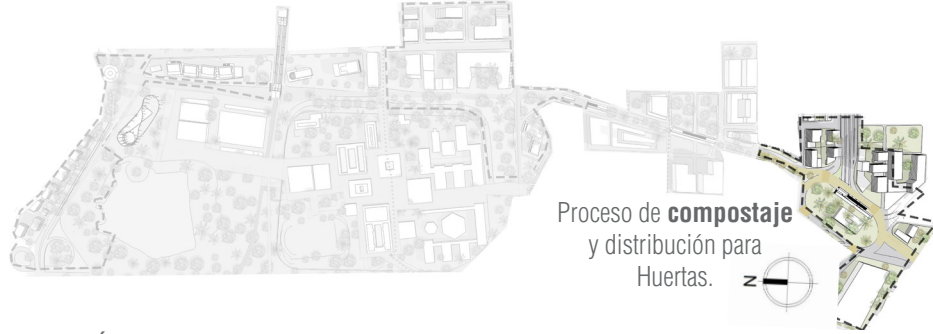 Proceso de compostaje
y distribución para
Huertas.
N